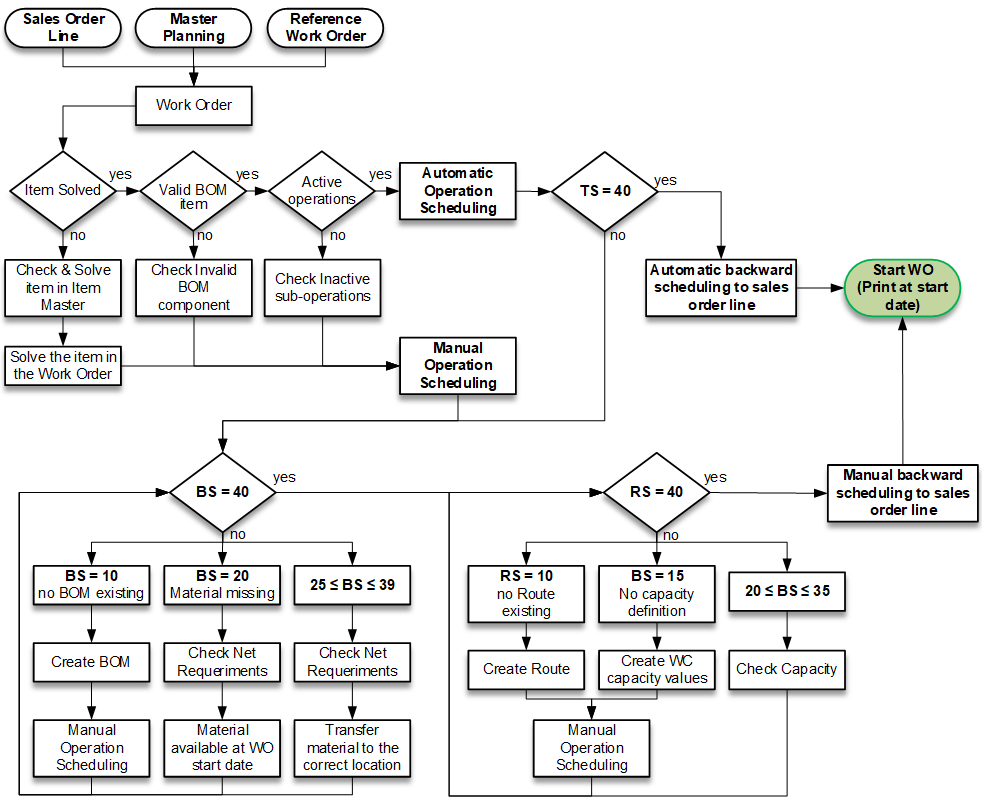 Sales Order
Line
Master
Planning
Reference
Work Order
Work Order
Item Solved
yes
no
Valid BOM
item
yes
no
Active
operations
yes
no
Automatic
Operation
Scheduling
TS = 40
yes
no
Check & Solve
item in Item
Master
Check Invalid
BOM
component
Check Inactive
sub-operations
Automatic backward
scheduling to sales
order line
Start WO
(Print at start
date)
Solve the item in
the Work Order
Manual
Operation
Scheduling
BS = 40
yes
no
RS = 40
yes
no
Manual backward
scheduling to sales
order line
BS = 10
no BOM existing
BS = 20
Material missing
25 ≤ BS ≤ 39
RS = 10
no Route
existing
BS = 15
No capacity
definition
20 ≤ BS ≤ 35
Create BOM
Check Net
Requeriments
Check Net
Requeriments
Create Route
Create WC
capacity values
Check Capacity
Manual
Operation
Scheduling
Material
available at WO
start date
Transfer
material to the
correct location
Manual
Operation
Scheduling